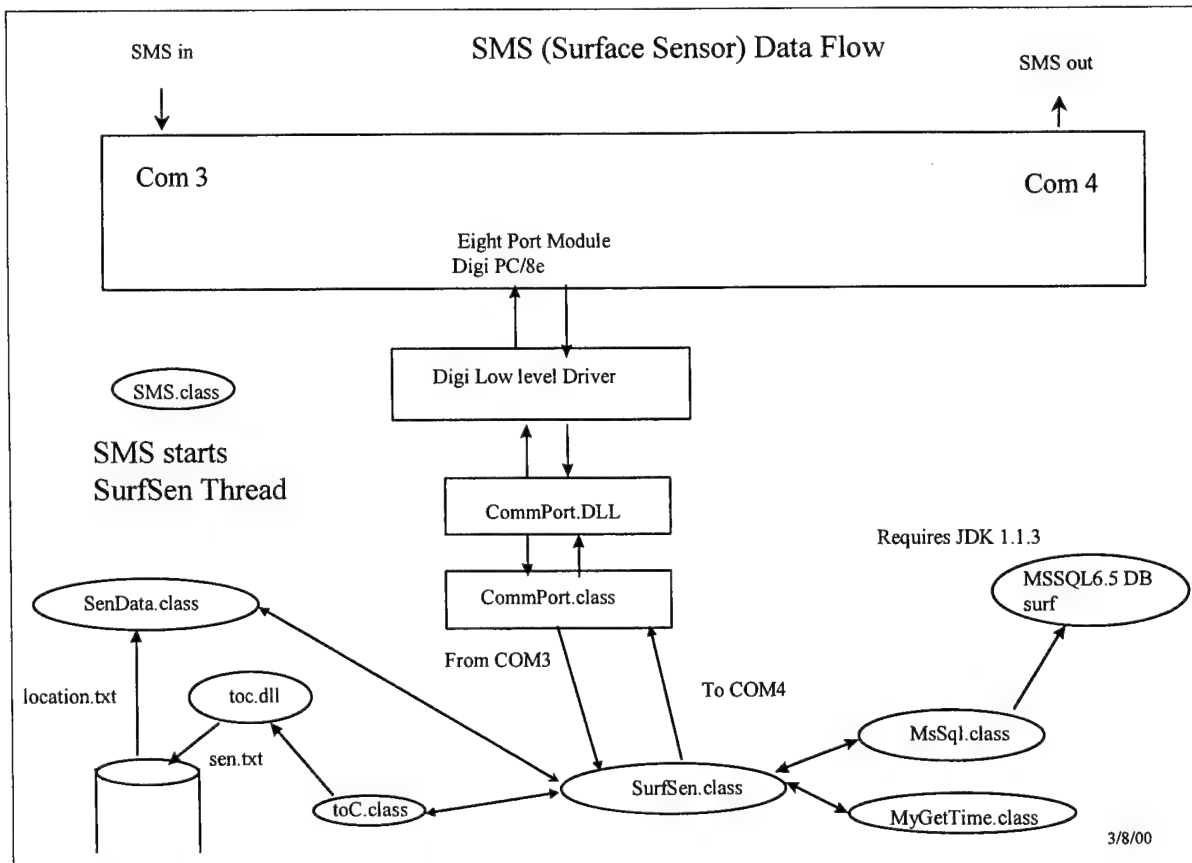 SMS (Surface Sensor) Data Flow
SMS in
SMS out
Com 3
Com 4
Eight Port Module
Digi PC/8e
Digi Low level Driver
SMS.class
SMS starts
SurfSen Thread
CommPort.DLL
Requires JDK 1.1.3
MSSQL6.5 DB
surf
SenData.class
CommPort.class
From COM3
To COM4
location.txt
toc.dll
sen.txt
MsSql.class
SurfSen.class
toC.class
MyGetTime.class
3/8/00